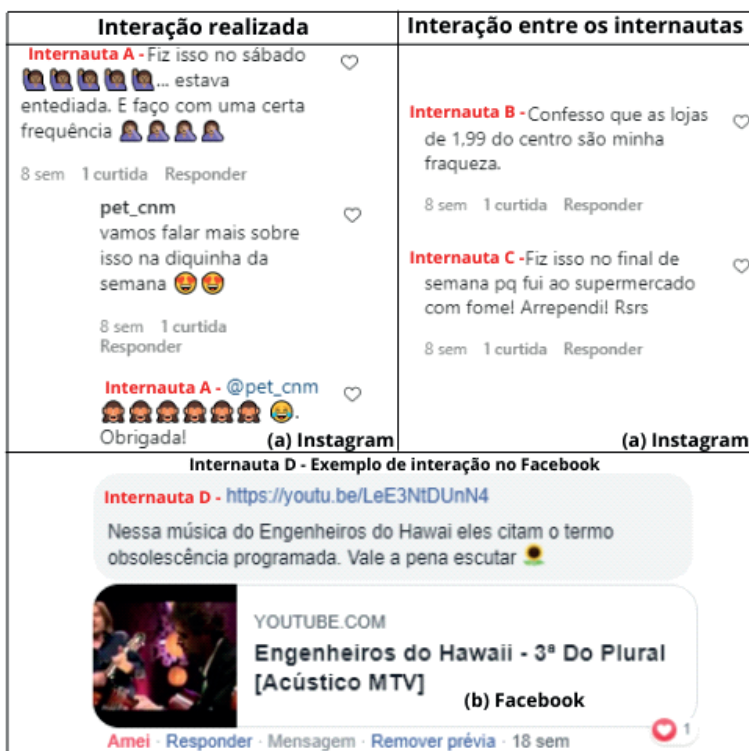 Interação realizada
Internauta A - Fiz isso no sábado
... estava
entediada. E faço com uma certa
frequência
8 sem 1 curtida Responder
pet_cnm
vamos falar mais sobre
isso na diquinha da
semana
8 sem 1 curtida
Responder
Internauta A - @pet_cnm
.
Obrigada!
(a) Instagram
Interação entre os internautas
Internauta B - Confesso que as lojas
de 1,99 do centro são minha
fraqueza.
8 sem 1 curtida Responder
Internauta C - Fiz isso no final de
semana pq fui ao supermercado
com fome! Arrependi! Rsrs
8 sem 1 curtida Responder
(a) Instagram
Internauta D - Exemplo de interação no Facebook
Internauta D - https://youtu.be/LeE3NtDUnN4
Nessa música do Engenheiros do Hawai eles citam o termo
obsolescência programada. Vale a pena escutar
YOUTUBE.COM
Engenheiros do Hawaii - 3ª Do Plural
[Acústico MTV]
(b) Facebook
Amei · Responder · Mensagem · Remover prévia · 18 sem
1